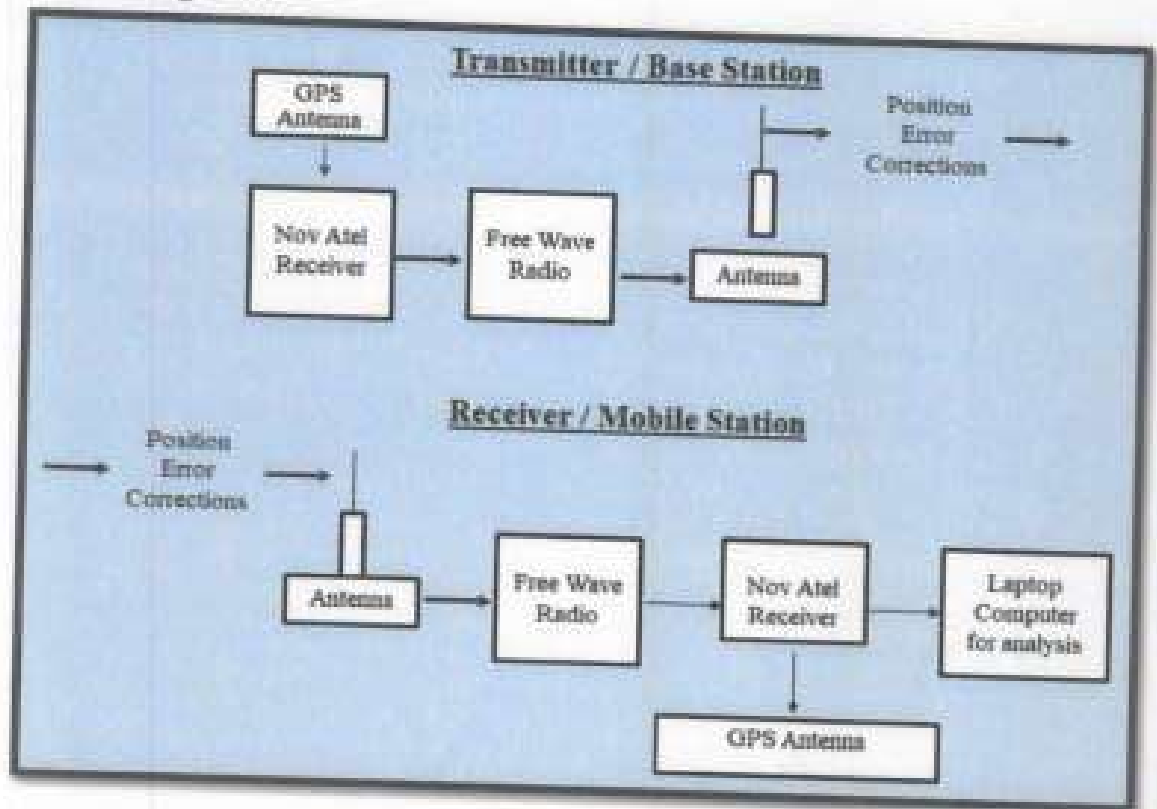 Transmitter / Base Station
GPS
Antenna
Position
Error
Corrections
Nov Atel
Receiver
Free Wave
Radio
Antenna
Receiver / Mobile Station
Position
Error
Corrections
Antenna
Free Wave
Radio
Nov Atel
Receiver
Laptop
Computer
for analysis
GPS Antenna